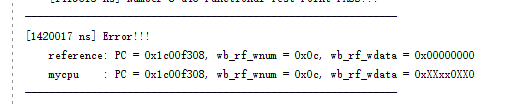 [1420017 ns] Error!!!
reference: PC = 0x1c00f308, wb_rf_wnum = 0x0c, wb_rf_wdata = 0x00000000
mycpu    : PC = 0x1c00f308, wb_rf_wnum = 0x0c, wb_rf_wdata = 0xXXxx0XX0